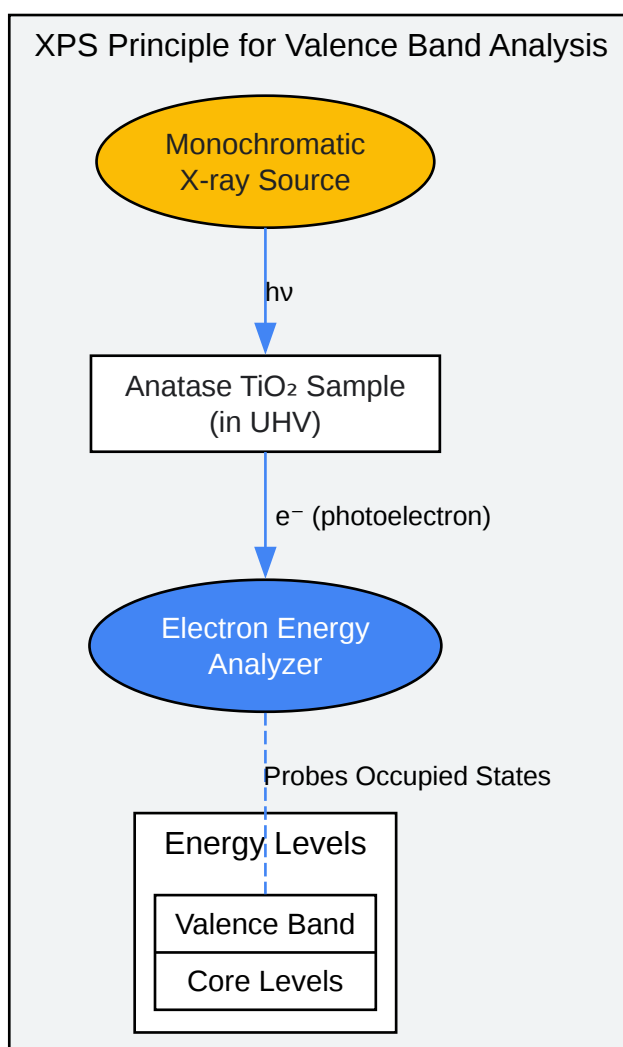 XPS Principle for Valence Band Analysis
Monochromatic
X-ray Source
hν
Anatase TiO₂ Sample
(in UHV)
e⁻ (photoelectron)
Electron Energy
Analyzer
Probes Occupied States
Energy Levels
Valence Band
Core Levels